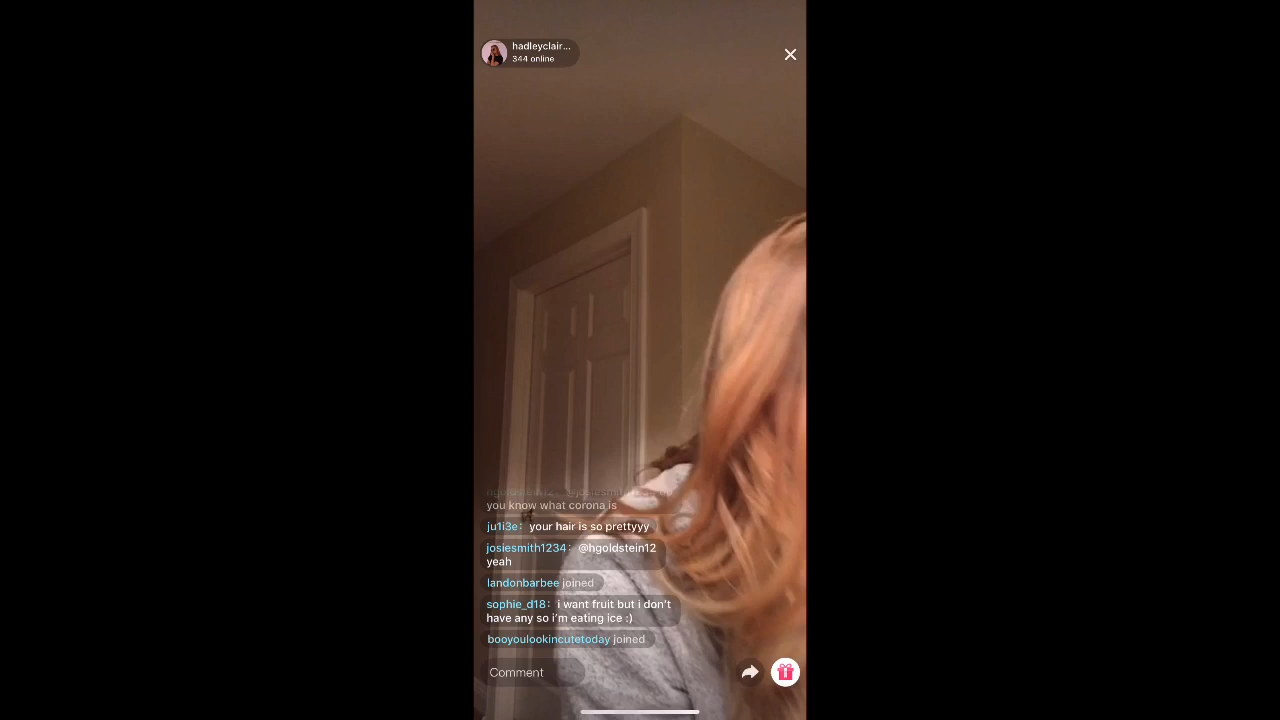 hadleyclair...
344 online
you know what corona is
ju1i3e: your hair is so prettyyy
josiesmith1234: @hgoldstein12
yeah
landonbarbee joined
sophie_d18: i want fruit but i don't
have any so i'm eating ice :)
booyoulookincutetoday joined
Comment